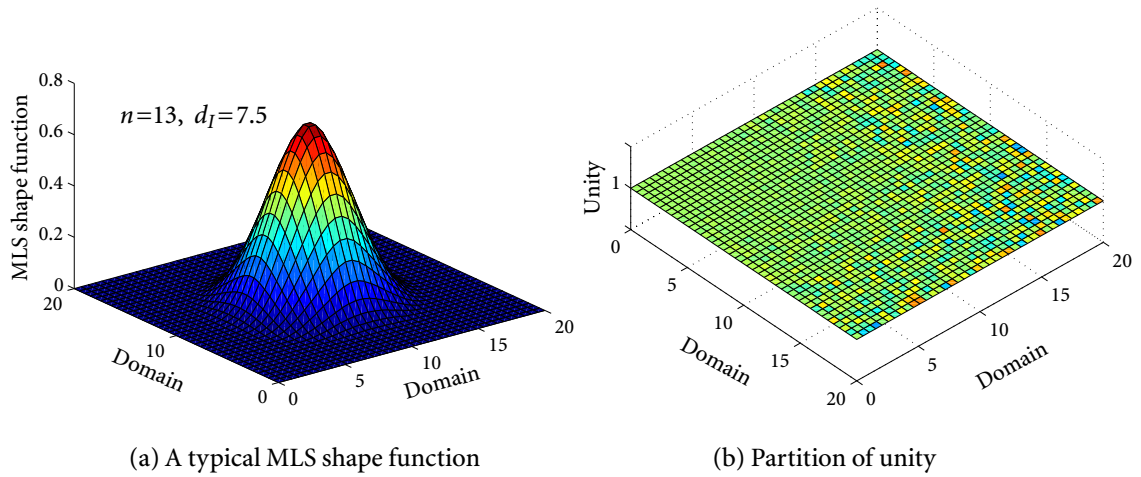 n=13, d_I=7.5
MLS shape function
0.8
0.6
0.4
0.2
0
20
10
0
Domain
0
5
10
15
20
Domain
(a) A typical MLS shape function
Unity
1
0
5
10
15
20
Domain
0
5
10
15
20
Domain
(b) Partition of unity